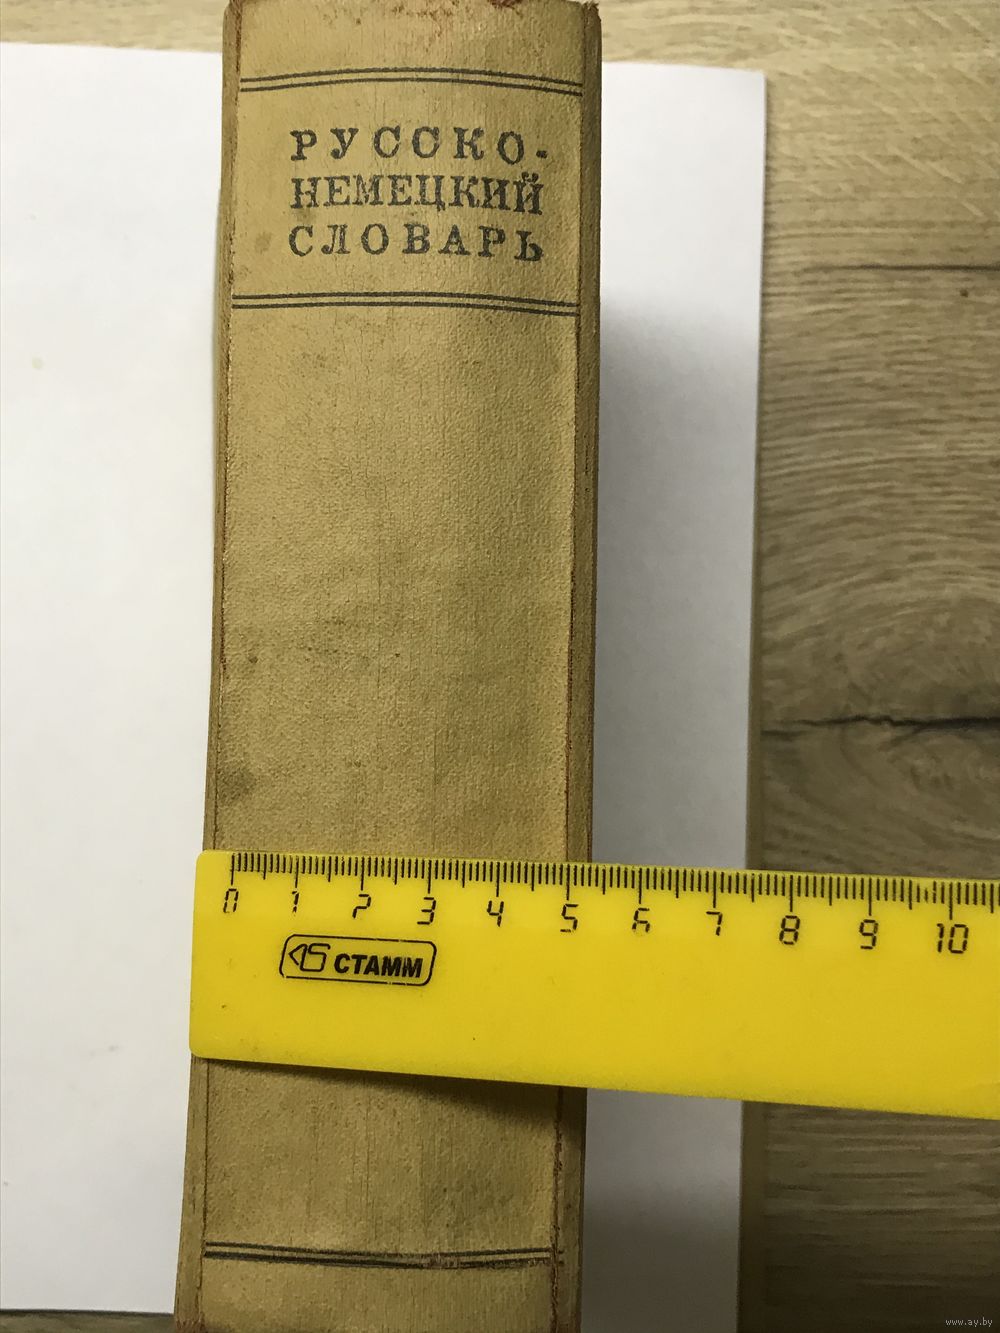 РУССКО-
НЕМЕЦКИЙ
СЛОВАРЬ
0 1 2 3 4 5 6 7 8 9 10
СТАММ
www.ay.by